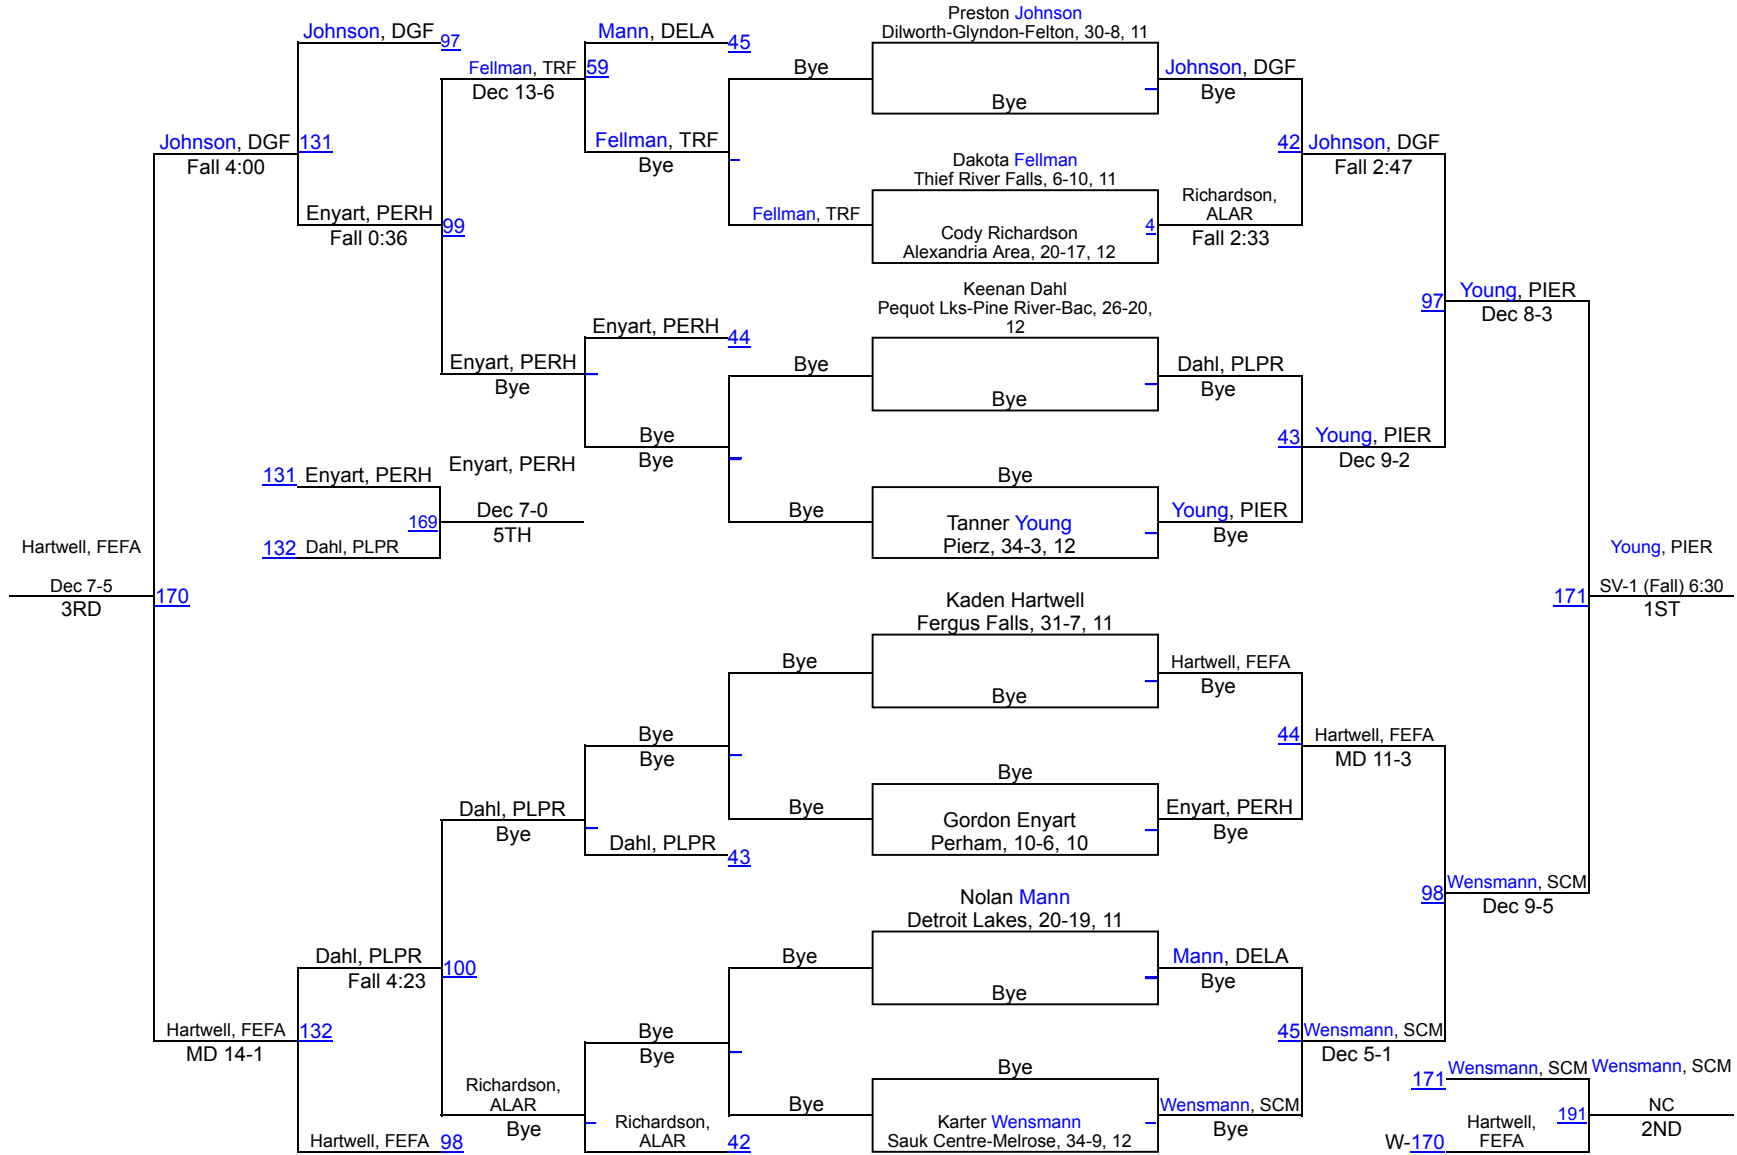 Preston Johnson
Dilworth-Glyndon-Felton, 30-8, 11
Johnson, DGF
97
Mann, DELA
45
Fellman, TRF
59
Dec 13-6
Bye
Johnson, DGF
Bye
Bye
Johnson, DGF
131
Fall 4:00
Fellman, TRF
Bye
42
Johnson, DGF
Fall 2:47
Dakota Fellman
Thief River Falls, 6-10, 11
Enyart, PERH
Fall 0:36
99
Fellman, TRF
Cody Richardson
Alexandria Area, 20-17, 12
4
Richardson,
ALAR
Fall 2:33
Keenan Dahl
Pequot Lks-Pine River-Bac, 26-20,
12
97
Young, PIER
Dec 8-3
Enyart, PERH
44
Enyart, PERH
Bye
Bye
Dahl, PLPR
Bye
Bye
Bye
Bye
43
Young, PIER
Dec 9-2
131
Enyart, PERH
Enyart, PERH
Bye
Dec 7-0
169
5TH
132
Dahl, PLPR
Bye
Tanner Young
Pierz, 34-3, 12
Young, PIER
Bye
Hartwell, FEFA
Dec 7-5
3RD
170
Young, PIER
171
SV-1 (Fall) 6:30
1ST
Kaden Hartwell
Fergus Falls, 31-7, 11
Bye
Bye
Hartwell, FEFA
Bye
Bye
Bye
44
Hartwell, FEFA
MD 11-3
Bye
Dahl, PLPR
Bye
Bye
Gordon Enyart
Perham, 10-6, 10
Enyart, PERH
Bye
Dahl, PLPR
43
Nolan Mann
Detroit Lakes, 20-19, 11
98
Wensmann, SCM
Dec 9-5
Dahl, PLPR
Fall 4:23
100
Bye
Bye
Mann, DELA
Bye
Hartwell, FEFA
132
MD 14-1
Bye
Bye
45
Wensmann, SCM
Dec 5-1
Bye
Richardson,
ALAR
Bye
Bye
Karter Wensmann
Sauk Centre-Melrose, 34-9, 12
Wensmann, SCM
Bye
Hartwell, FEFA
98
Richardson,
ALAR
42
171
Wensmann, SCM
Wensmann, SCM
191
NC
2ND
W-170
Hartwell,
FEFA